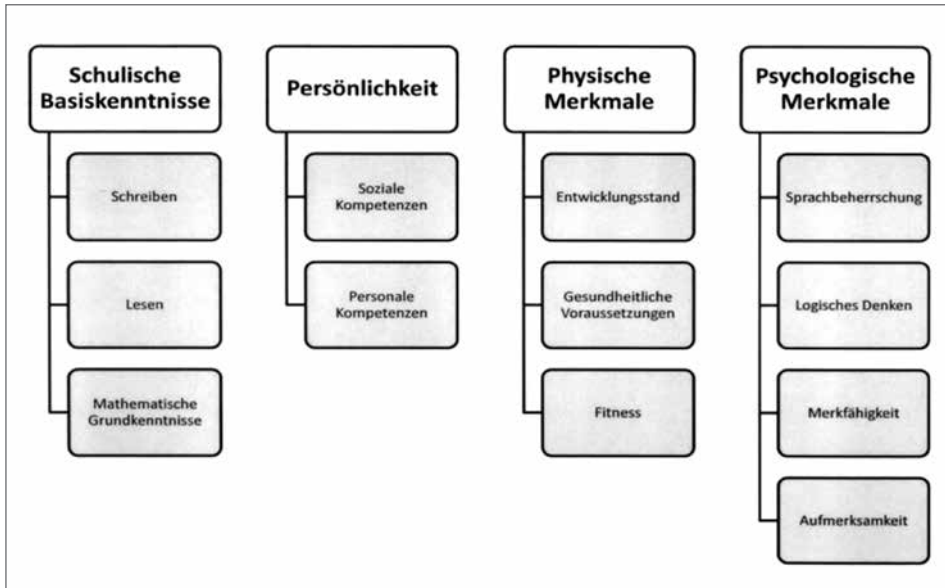 Schulische
Basiskenntnisse
Schreiben
Lesen
Mathematische
Grundkenntnisse
Persönlichkeit
Soziale
Kompetenzen
Personale
Kompetenzen
Physische
Merkmale
Entwicklungsstand
Gesundheitliche
Voraussetzungen
Fitness
Psychologische
Merkmale
Sprachbeherrschung
Logisches Denken
Merkfähigkeit
Aufmerksamkeit